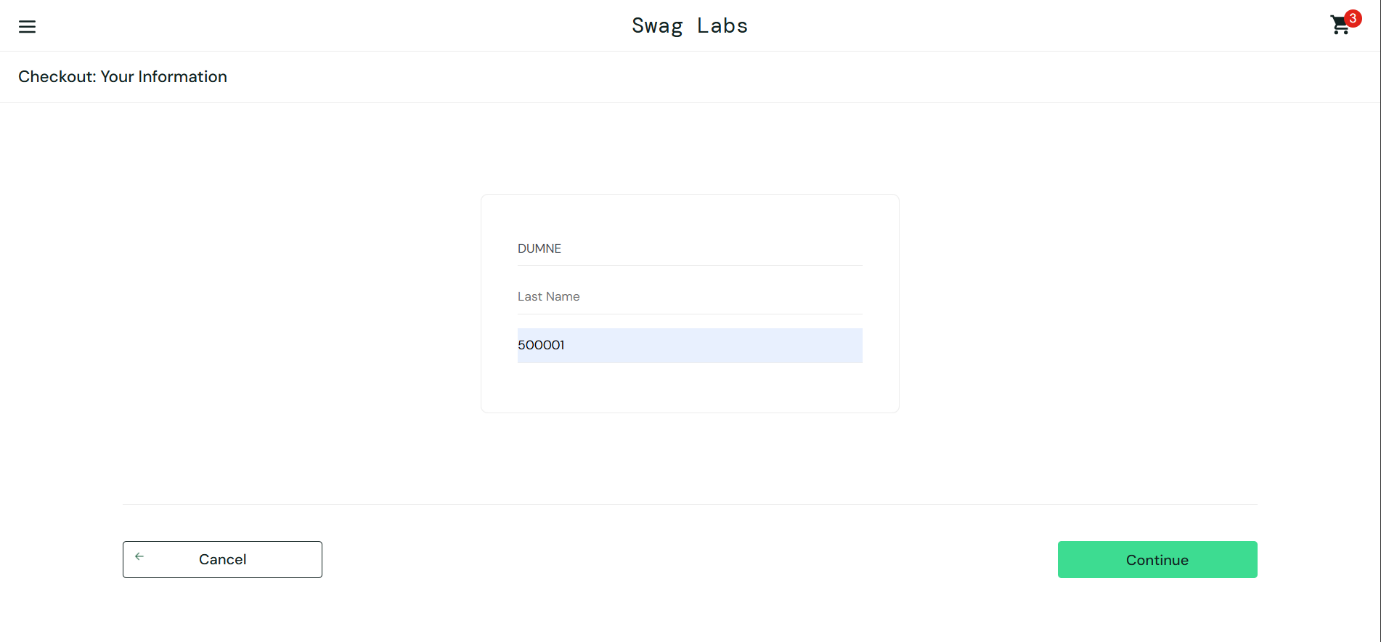 Swag Labs
3
Checkout: Your Information
DUMNE
Last Name
500001
Cancel
Continue